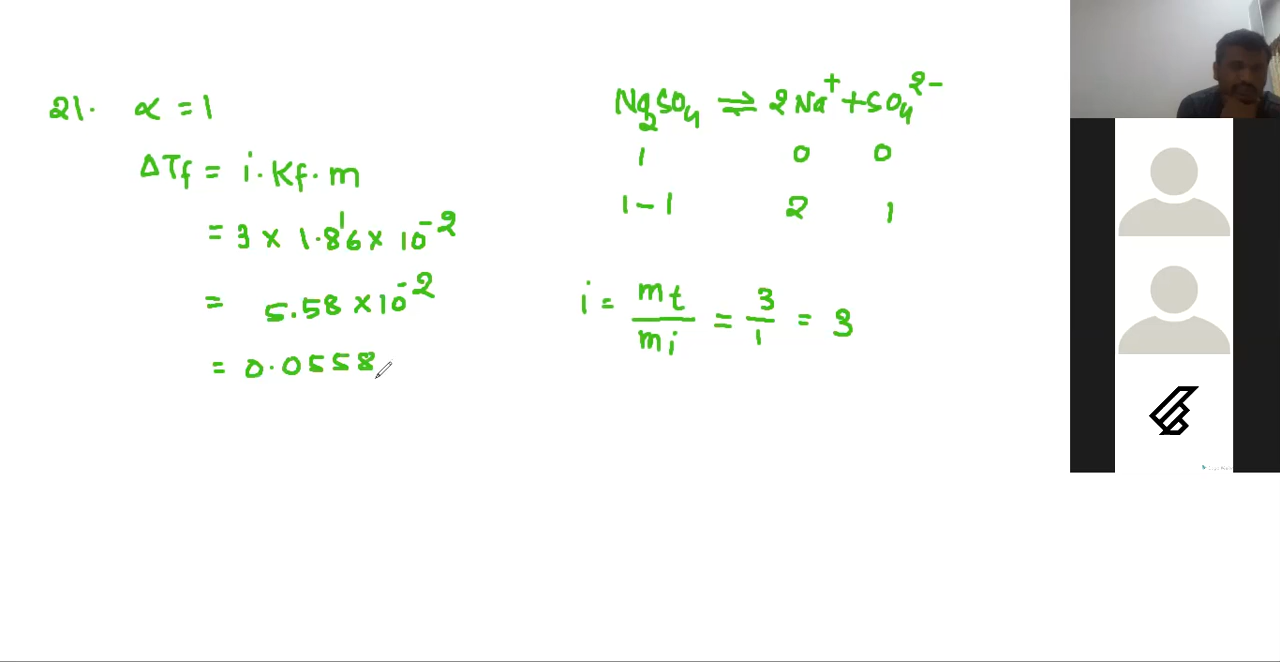 21. α = 1
ΔTf = i·Kf·m
= 3 × 1.86 × 10⁻²
= 5.58 × 10⁻²
= 0.0558
Na₂SO₄ ⇌ 2Na⁺ + SO₄²⁻
1 0 0
1-1 2 1
i = mt/mi = 3/1 = 3